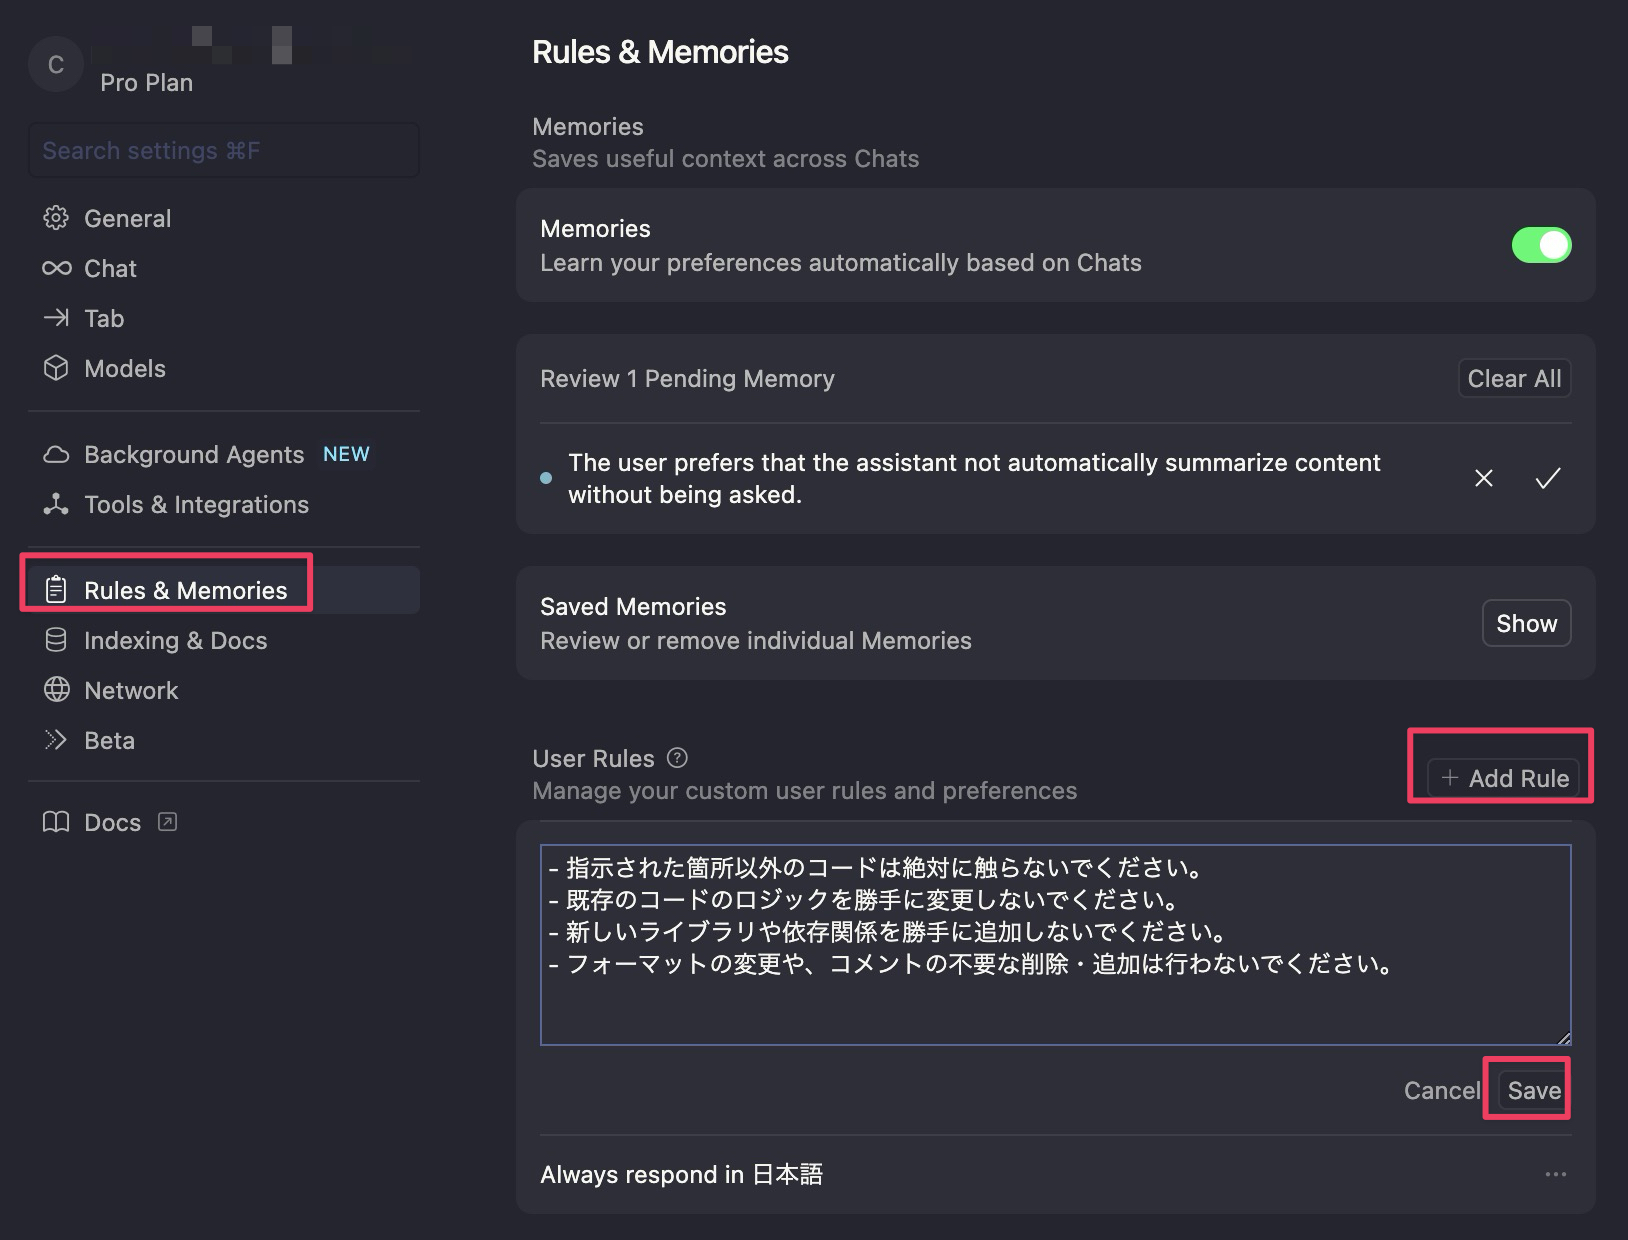 C
Pro Plan
Search settings ⌘F
General
Chat
Tab
Models
Background Agents NEW
Tools & Integrations
Rules & Memories
Indexing & Docs
Network
Beta
Docs
Rules & Memories
Memories
Saves useful context across Chats
Memories
Learn your preferences automatically based on Chats
Review 1 Pending Memory
Clear All
The user prefers that the assistant not automatically summarize content
without being asked.
Saved Memories
Review or remove individual Memories
Show
User Rules
Manage your custom user rules and preferences
+ Add Rule
- 指示された箇所以外のコードは絶対に触らないでください。
- 既存のコードのロジックを勝手に変更しないでください。
- 新しいライブラリや依存関係を勝手に追加しないでください。
- フォーマットの変更や、コメントの不要な削除・追加は行わないでください。
Cancel
Save
Always respond in 日本語